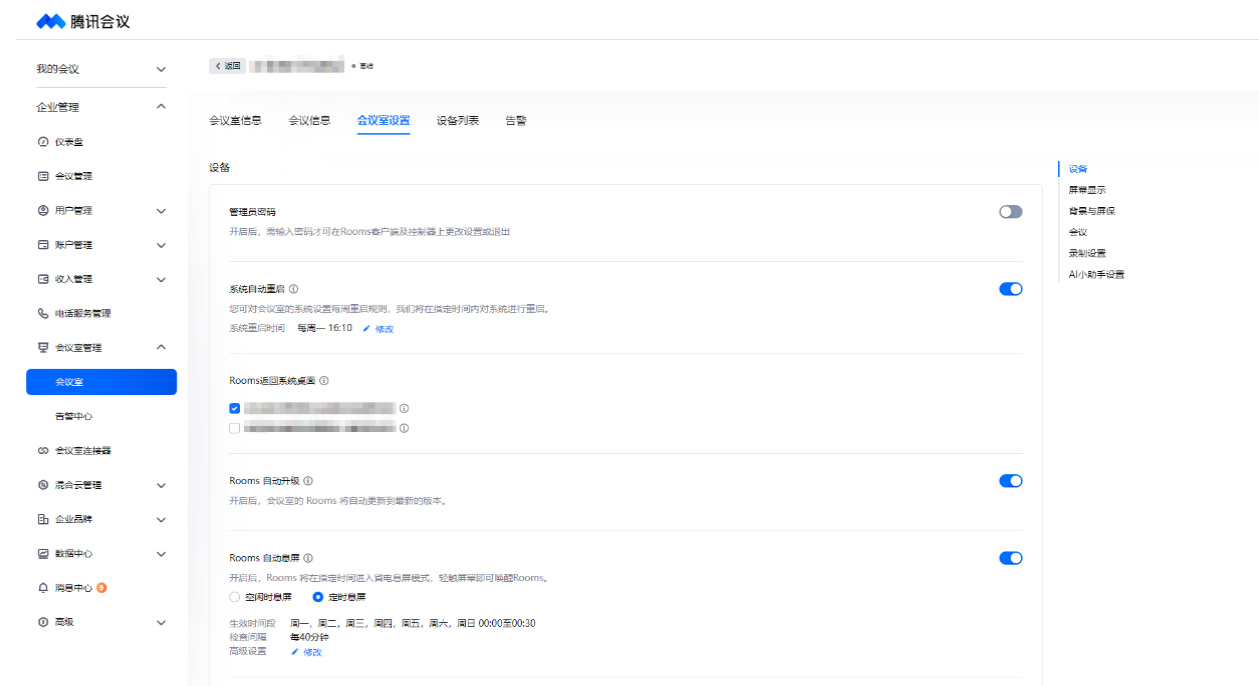 腾讯会议
我的会议
企业管理
仪表盘
会议管理
用户管理
账户管理
收入管理
电话服务管理
会议室管理
会议室
告警中心
会议室连接器
混合云管理
企业品牌
数据中心
消息中心 9
高级
返回
离线
会议室信息 会议信息 会议室设置 设备列表 告警
设备
管理员密码
开启后，需输入密码才可在Rooms客户端及控制器上更改设置或退出
系统自动重启
您可对会议室的系统设置每周重启规则，我们将在指定时间内对系统进行重启。
系统重启时间 每周一 16:10 修改
Rooms返回系统桌面
Rooms 自动升级
开启后，会议室的 Rooms 将自动更新到最新的版本。
Rooms 自动息屏
开启后，Rooms 将在指定时间进入省电息屏模式，轻触屏幕即可唤醒Rooms。
空闲时息屏 定时息屏
生效时间段 周一，周二，周三，周四，周五，周六，周日 00:00至00:30
检查间隔 每40分钟
高级设置 修改
设备
屏幕显示
背景与屏保
会议
录制设置
AI小助手设置